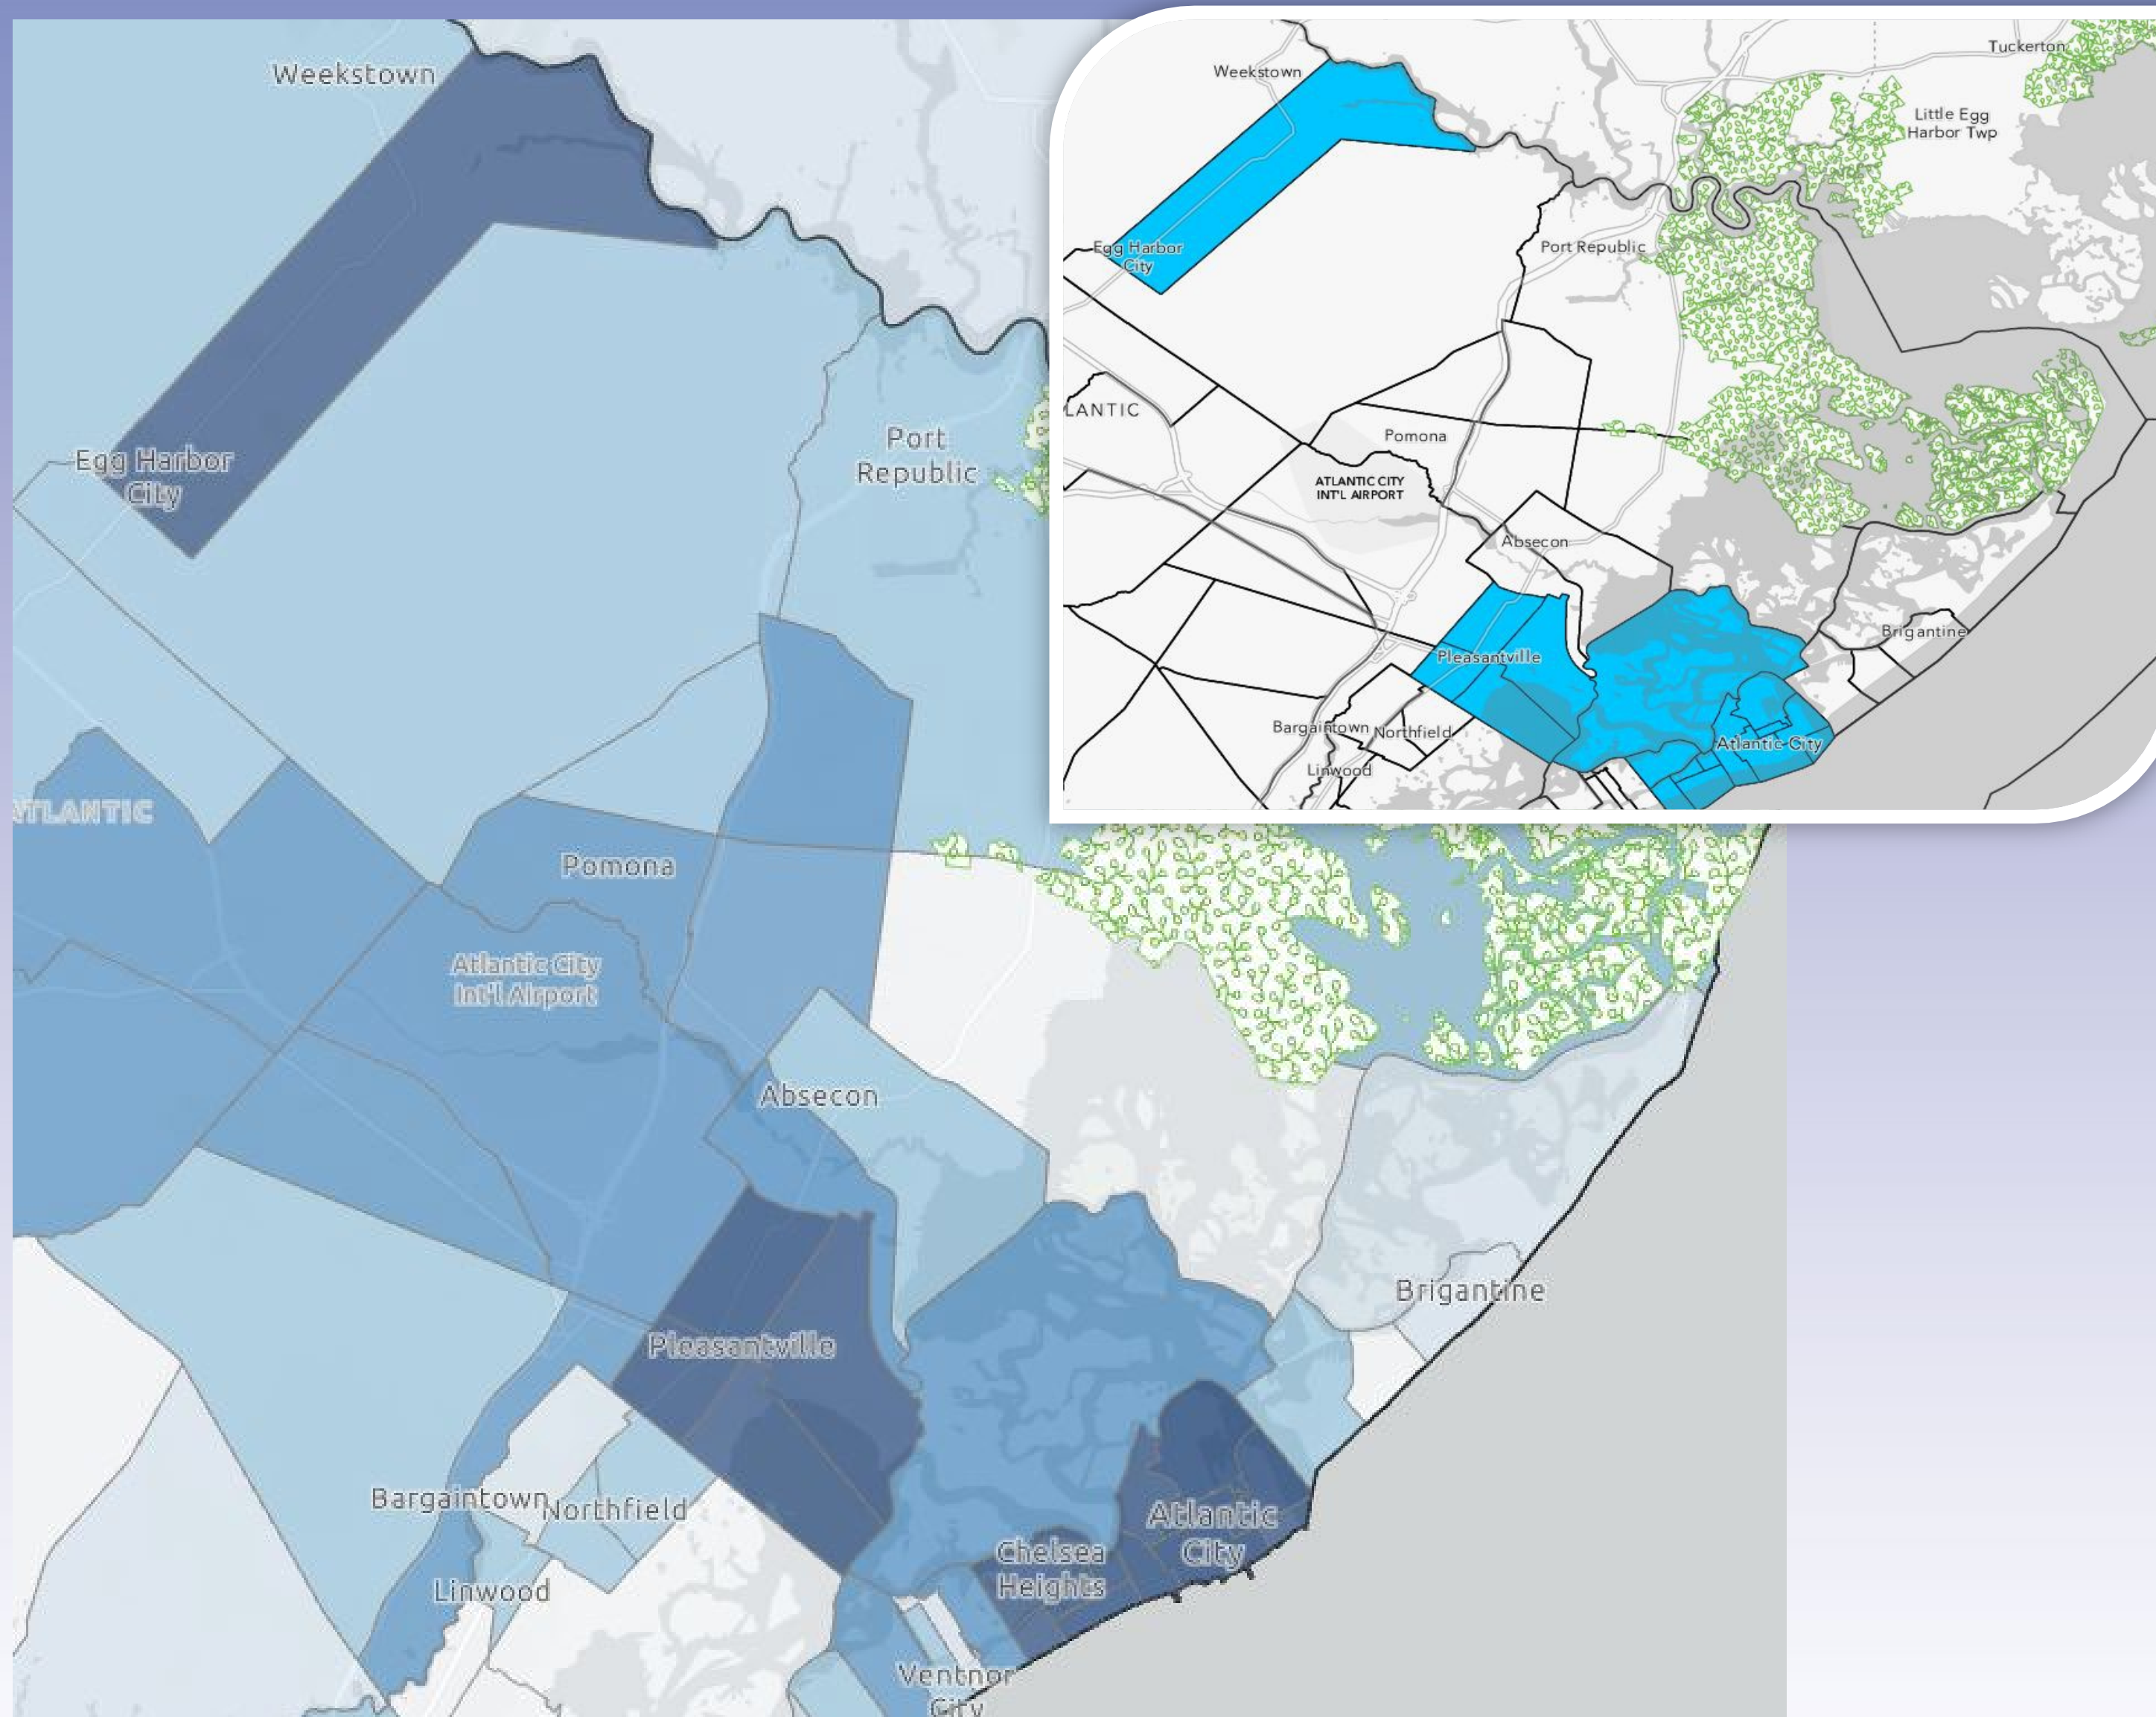 Weekstown
Egg Harbor
City
Port
Republic
ATLANTIC
Pomona
Atlantic City
Int'l Airport
Absecon
Pleasantville
Brigantine
Bargaintown
Northfield
Linwood
Chelsea
Heights
Atlantic
City
Ventnor
City
Tuckerton
Weekstown
Little Egg
Harbor Twp
Egg Harbor
City
Port Republic
LANTIC
Pomona
ATLANTIC CITY
INT'L AIRPORT
Absecon
Brigantine
Pleasantville
Bargaintown
Northfield
Atlantic City
Linwood